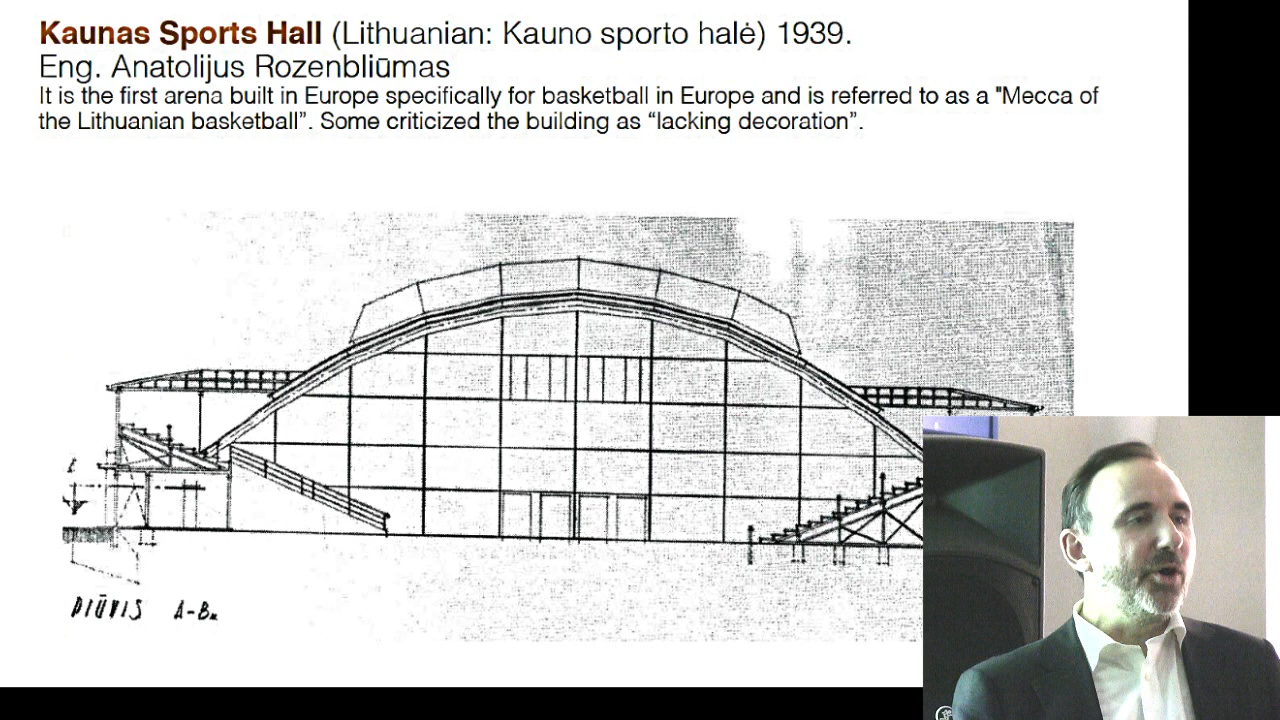 Kaunas Sports Hall (Lithuanian: Kauno sporto halė) 1939.
Eng. Anatolijus Rozenbliūmas
It is the first arena built in Europe specifically for basketball in Europe and is referred to as a "Mecca of
the Lithuanian basketball”. Some criticized the building as “lacking decoration”.
A-B